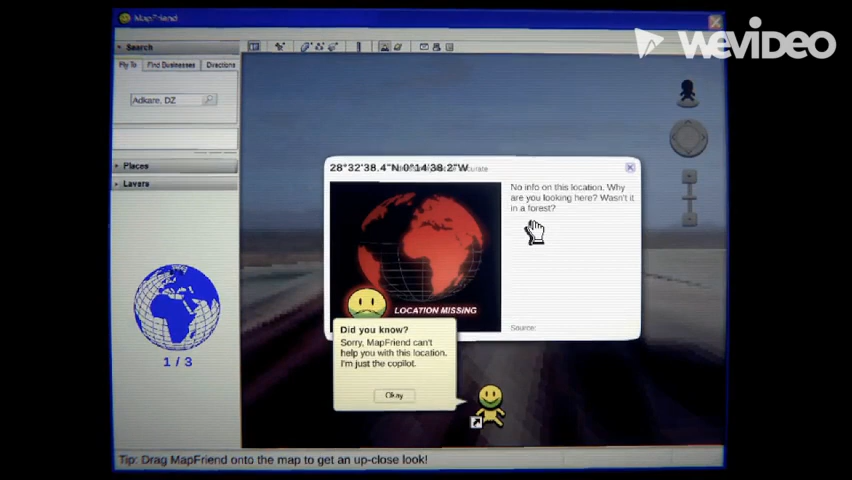 MapFriend
WEVIDEO
Search
Fly To
Find Businesses
Directions
Adkare, DZ
Places
Layers
1 / 3
28°32'38.4"N 0°14'38.2"W
No info on this location. Why
are you looking here? Wasn't it
in a forest?
LOCATION MISSING
Source:
Did you know?
Sorry, MapFriend can't
help you with this location.
I'm just the copilot.
Okay
Tip: Drag MapFriend onto the map to get an up-close look!